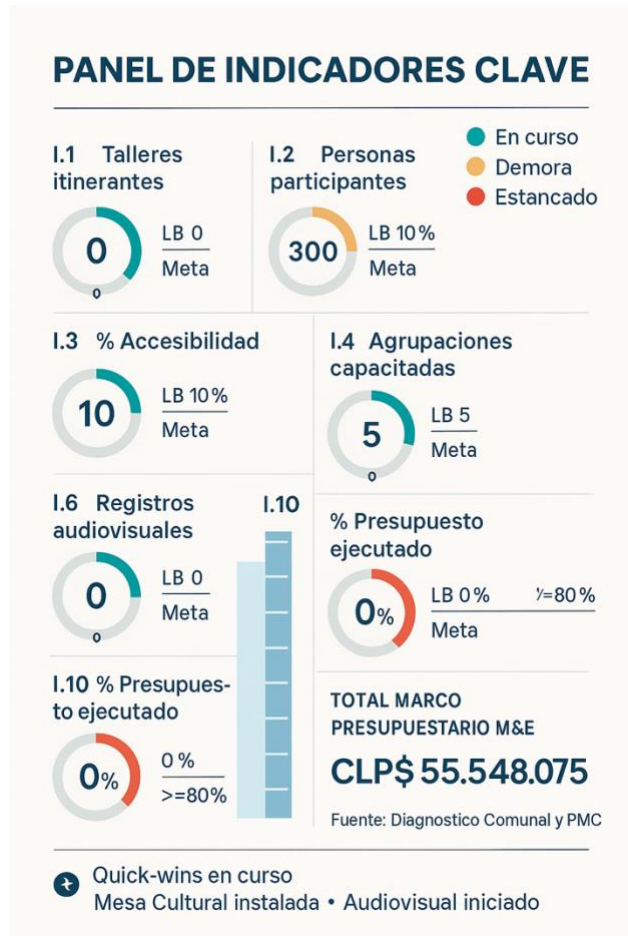 PANEL DE INDICADORES CLAVE
En curso
Demora
Estancado
I.1 Talleres
itinerantes
0
LB 0
Meta
0
I.2 Personas
participantes
300
LB 10%
Meta
I.3 % Accesibilidad
10
LB 10%
Meta
I.4 Agrupaciones
capacitadas
5
LB 5
Meta
0
I.6 Registros
audiovisuales
0
LB 0
Meta
0
I.10
% Presupuesto
ejecutado
0%
LB 0% =80%
Meta
I.10 % Presupues-
to ejecutado
0%
0%
>=80%
TOTAL MARCO
PRESUPUESTARIO M&E
CLP$ 55.548.075
Fuente: Diagnostico Comunal y PMC
Quick-wins en curso
Mesa Cultural instalada • Audiovisual iniciado